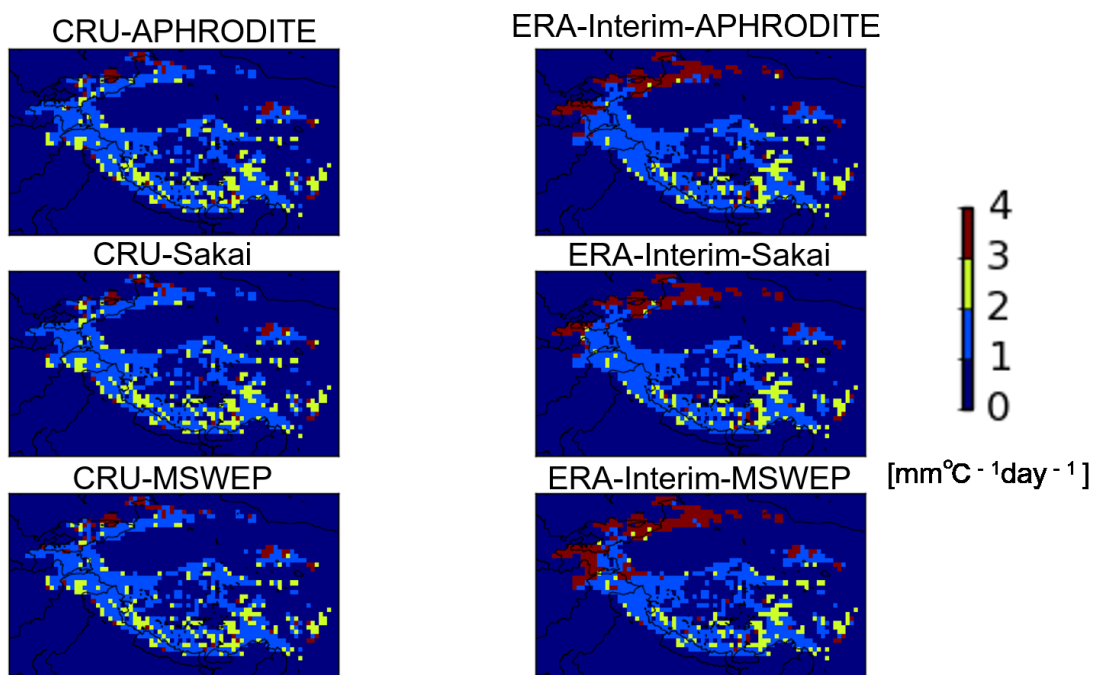 CRU-APHRODITE
ERA-Interim-APHRODITE
CRU-Sakai
ERA-Interim-Sakai
CRU-MSWEP
ERA-Interim-MSWEP
4
3
2
1
0
[mm°C - 1day - 1 ]